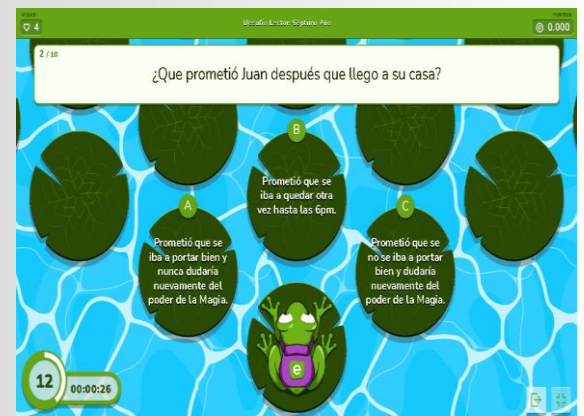 VIDAS
4
Desafío Lector Séptimo Año
PUNTOS
0.000
2 / 10
¿Que prometió Juan después que llego a su casa?
B
Prometió que se
iba a quedar otra
vez hasta las 6pm.
A
Prometió que se
iba a portar bien y
nunca dudaría
nuevamente del
poder de la Magia.
C
Prometió que se
no se iba a portar
bien y dudaría
nuevamente del
poder de la Magia.
e
12
00:00:26